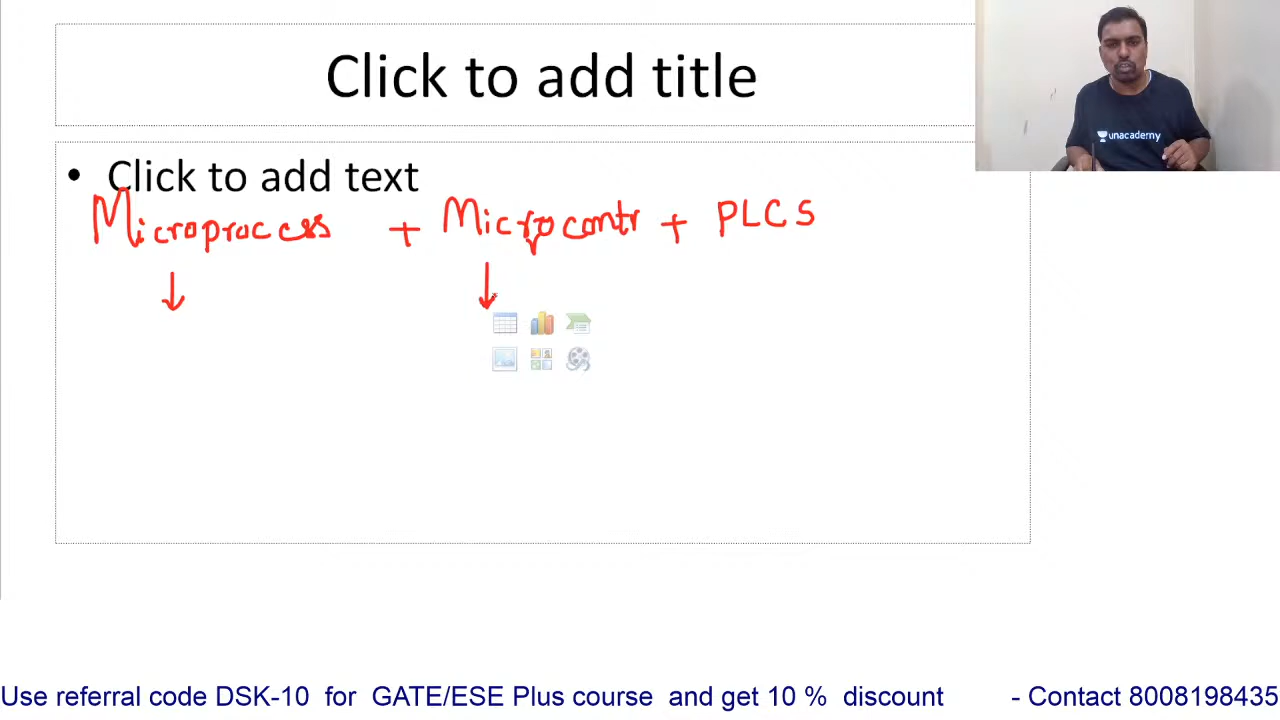 Click to add title
unacademy
• Click to add text
Microprocess + Microcontr + PLCS
Use referral code DSK-10 for GATE/ESE Plus course and get 10 % discount - Contact 8008198435